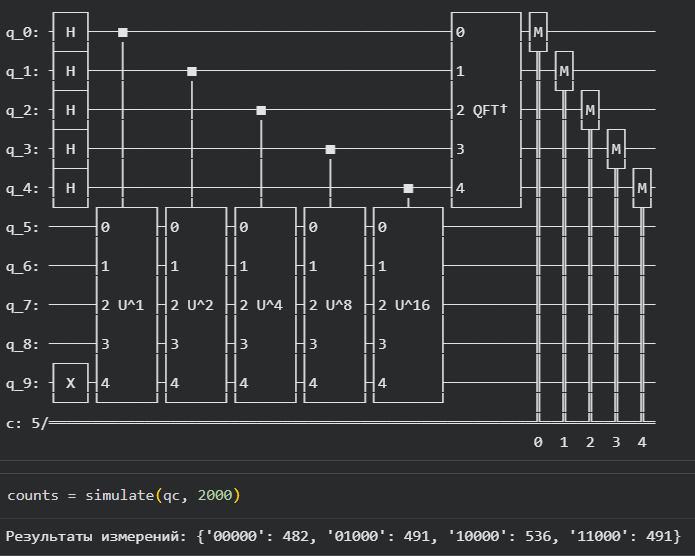 q_0: H 0 M
q_1: H 1 M
q_2: H 2 QFT† M
q_3: H 3 M
q_4: H 4 M
q_5: 0 0 0 0 0
q_6: 1 1 1 1 1
q_7: 2 U^1 2 U^2 2 U^4 2 U^8 2 U^16
q_8: 3 3 3 3 3
q_9: X 4 4 4 4 4
c: 5/
0 1 2 3 4
counts = simulate(qc, 2000)
Результаты измерений: {'00000': 482, '01000': 491, '10000': 536, '11000': 491}